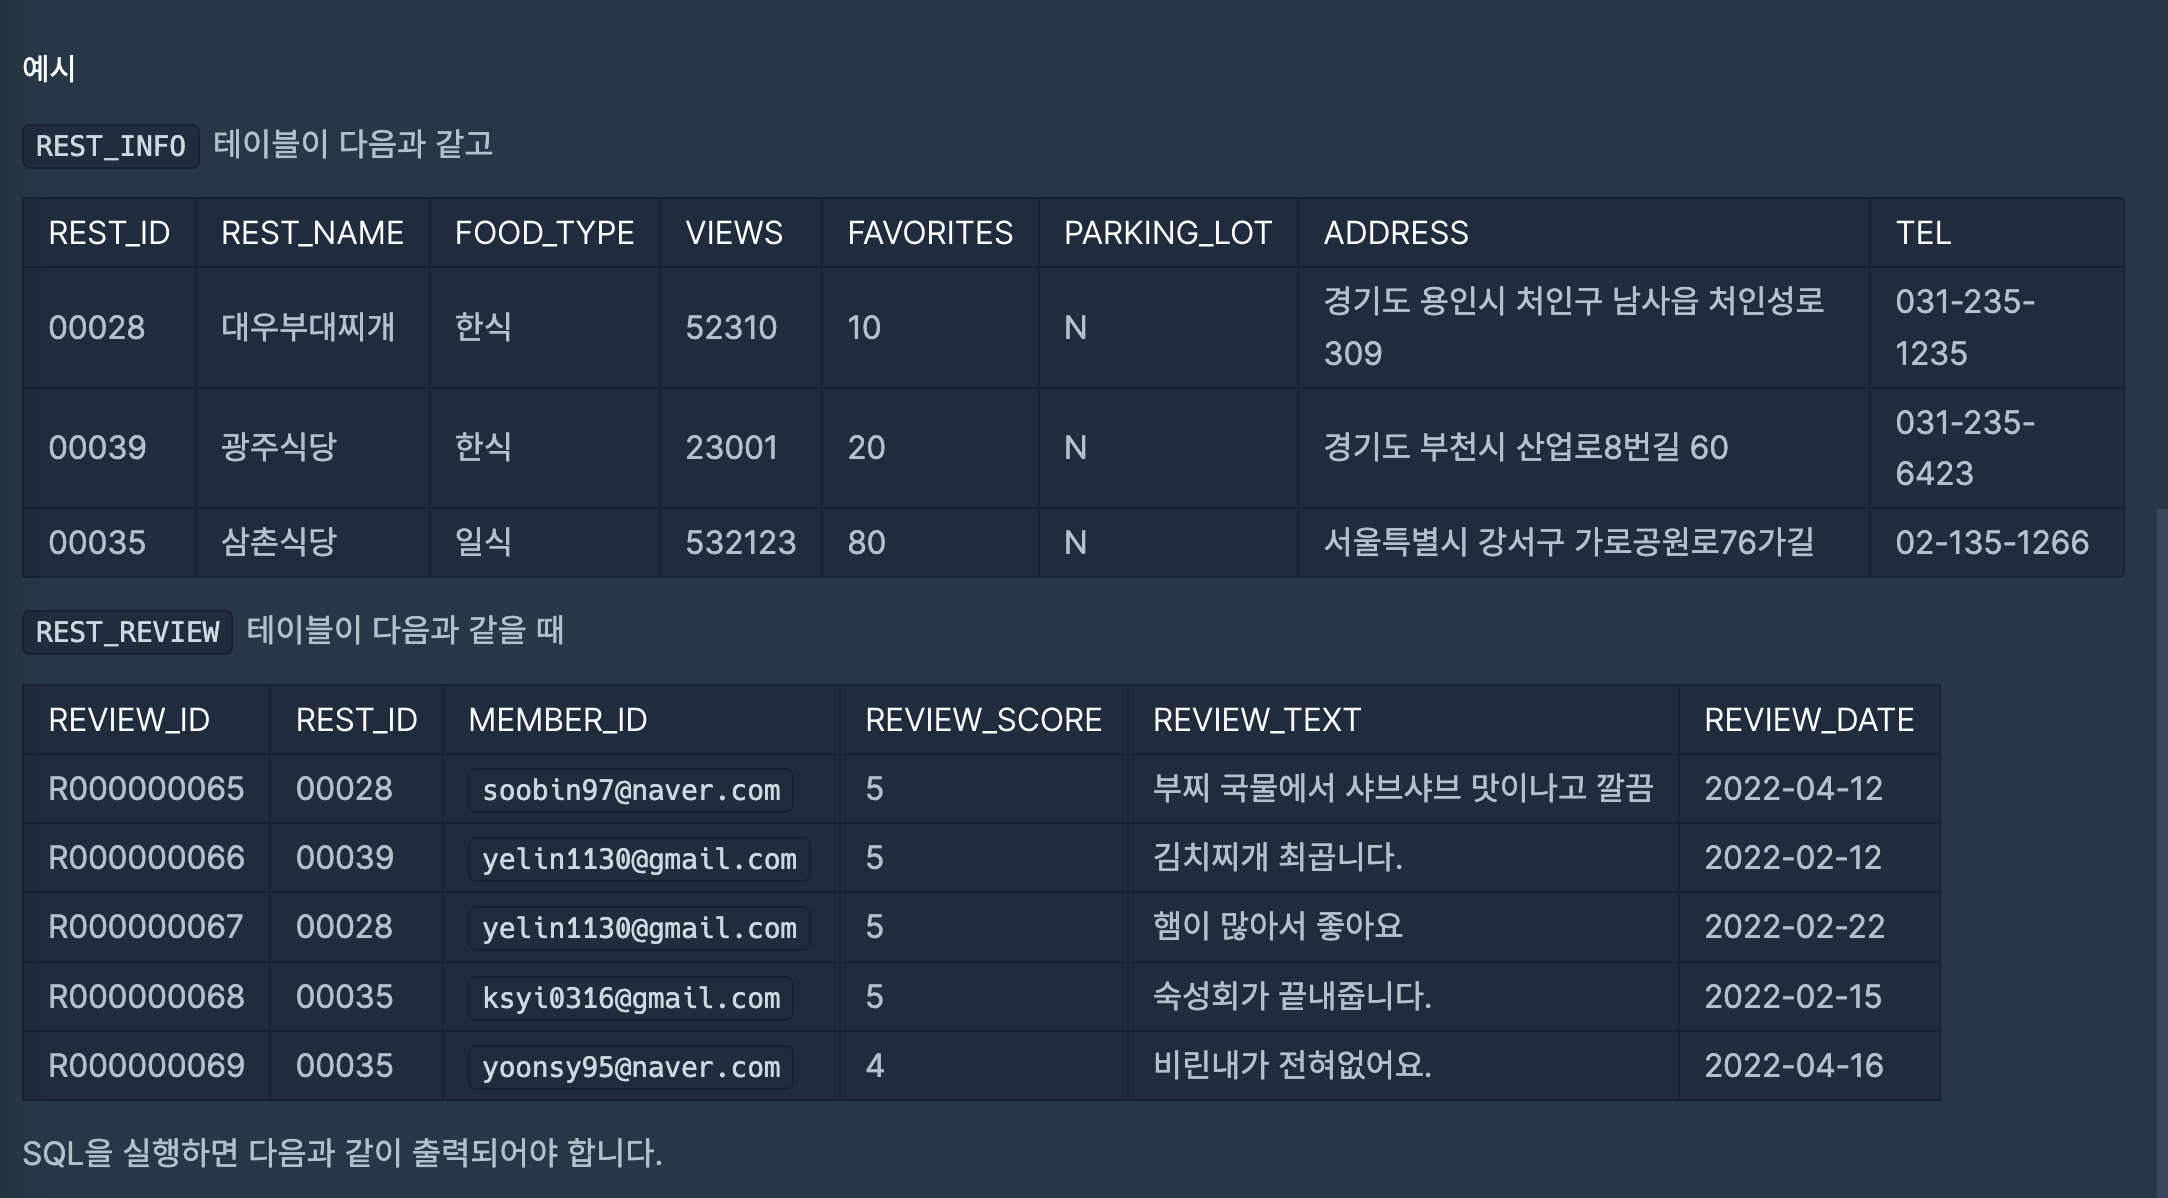 예시
REST_INFO 테이블이 다음과 같고
REST_ID REST_NAME FOOD_TYPE VIEWS FAVORITES PARKING_LOT ADDRESS TEL
00028 대우부대찌개 한식 52310 10 N 경기도 용인시 처인구 남사읍 처인성로 309 031-235-1235
00039 광주식당 한식 23001 20 N 경기도 부천시 산업로8번길 60 031-235-6423
00035 삼촌식당 일식 532123 80 N 서울특별시 강서구 가로공원로76가길 02-135-1266
REST_REVIEW 테이블이 다음과 같을 때
REVIEW_ID REST_ID MEMBER_ID REVIEW_SCORE REVIEW_TEXT REVIEW_DATE
R000000065 00028 soobin97@naver.com 5 부찌 국물에서 샤브샤브 맛이나고 깔끔 2022-04-12
R000000066 00039 yelin1130@gmail.com 5 김치찌개 최곱니다. 2022-02-12
R000000067 00028 yelin1130@gmail.com 5 햄이 많아서 좋아요 2022-02-22
R000000068 00035 ksyi0316@gmail.com 5 숙성회가 끝내줍니다. 2022-02-15
R000000069 00035 yoonsy95@naver.com 4 비린내가 전혀없어요. 2022-04-16
SQL을 실행하면 다음과 같이 출력되어야 합니다.